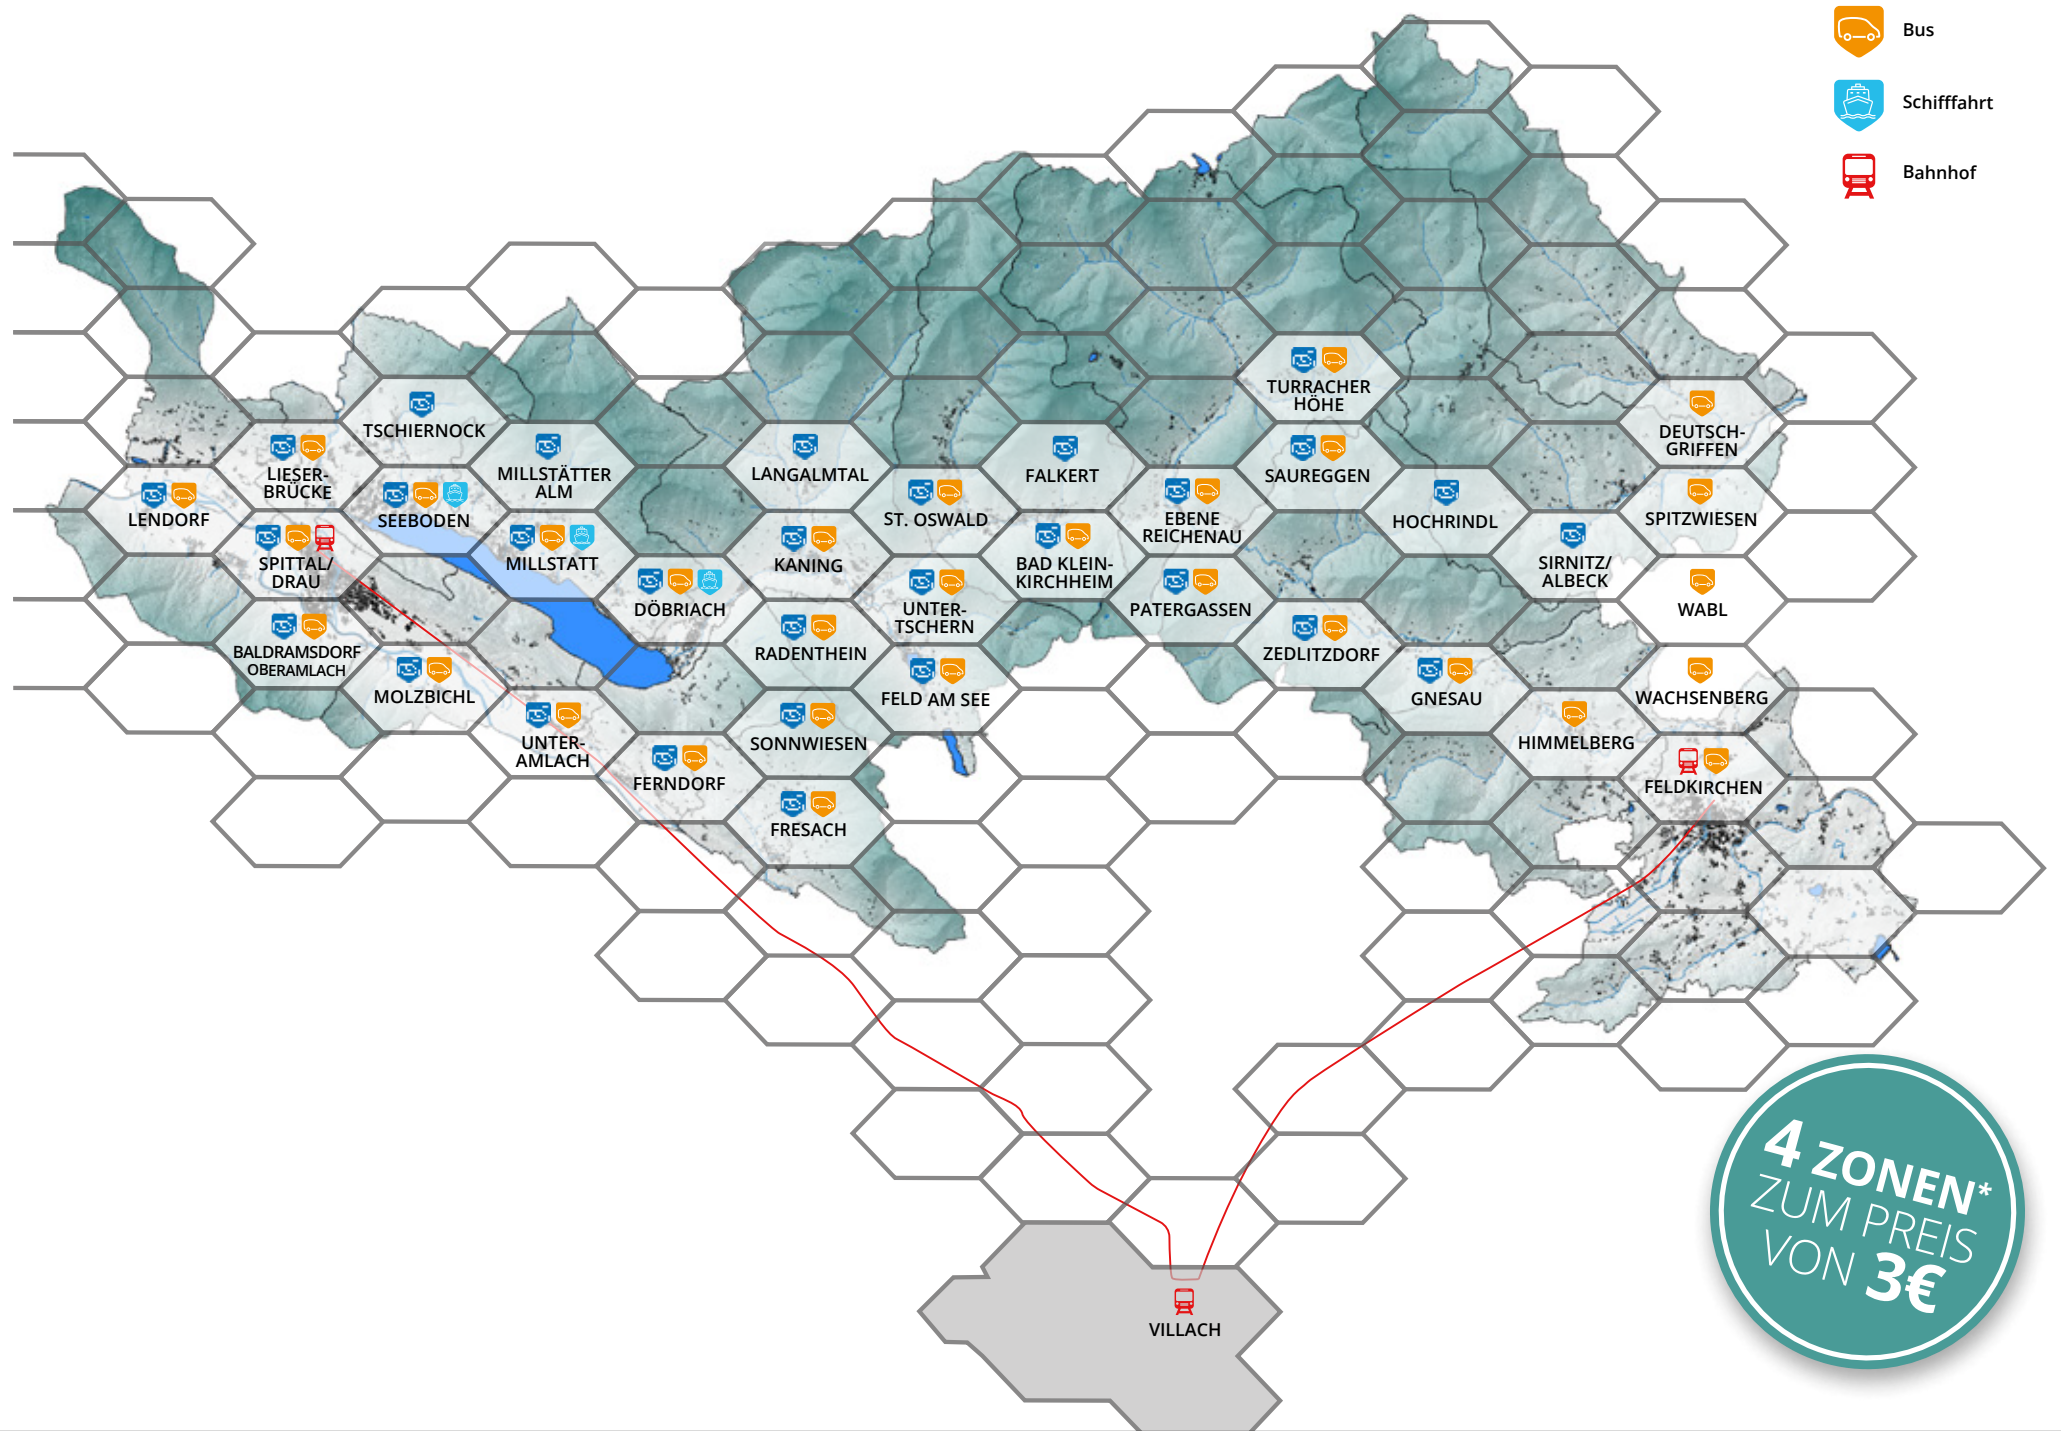 Bus
Schifffahrt
Bahnhof
TURRACHER
HÖHE
TSCHIERNOCK
DEUTSCH-
GRIFFEN
LIESER-
BRÜCKE
MILLSTÄTTER
ALM
LANGALMTAL
FALKERT
SAUREGGEN
LENDORF
SEEBODEN
ST. OSWALD
EBENE
REICHENAU
HOCHRINDL
SPITZWIESEN
SPITTAL/
DRAU
MILLSTATT
KANING
BAD KLEIN-
KIRCHHEIM
SIRNITZ/
ALBECK
DÖBRIACH
UNTER-
TSCHERN
PATERGASSEN
WABL
BALDRAMSDORF
OBERAMLACH
RADENTHEIN
ZEDLITZDORF
MOLZBICHL
FELD AM SEE
GNESAU
WACHSENBERG
UNTER-
AMLACH
SONNWIESEN
HIMMELBERG
FERNDORF
FELDKIRCHEN
FRESACH
VILLACH
4 ZONEN*
ZUM PREIS
VON 3€